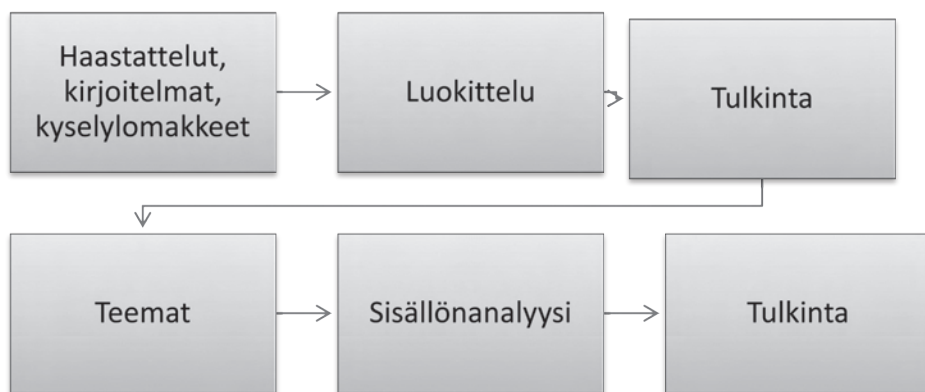 Haastattelut,
kirjoitelmat,
kyselylomakkeet
Luokittelu
Tulkinta
Teemat
Sisällönanalyysi
Tulkinta